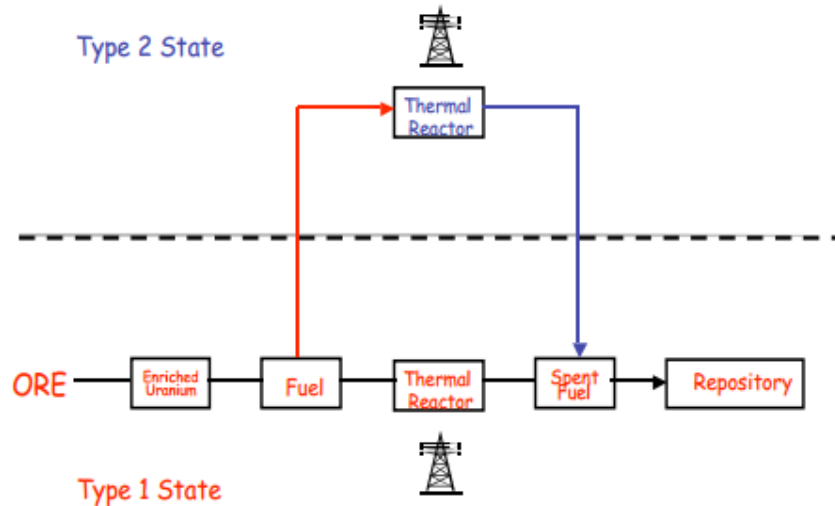 Type 2 State
Thermal
Reactor
ORE
Enriched
Uranium
Fuel
Thermal
Reactor
Spent
Fuel
Repository
Type 1 State